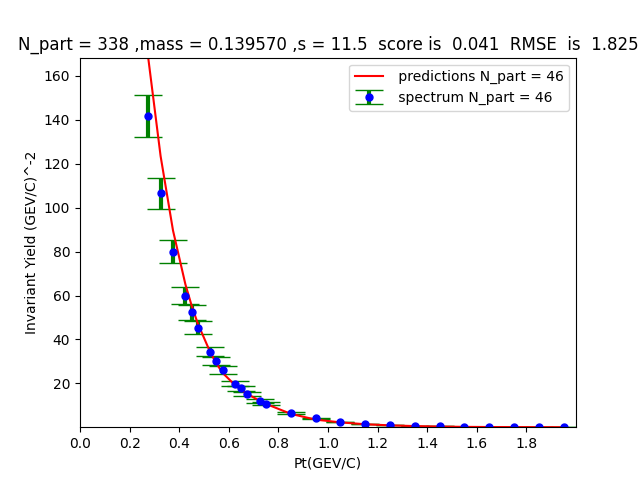 N_part = 338 ,mass = 0.139570 ,s = 11.5  score is  0.041  RMSE  is  1.825
predictions N_part = 46
spectrum N_part = 46
Invariant Yield (GEV/C)^-2
160
140
120
100
80
60
40
20
0.0 0.2 0.4 0.6 0.8 1.0 1.2 1.4 1.6 1.8
Pt(GEV/C)